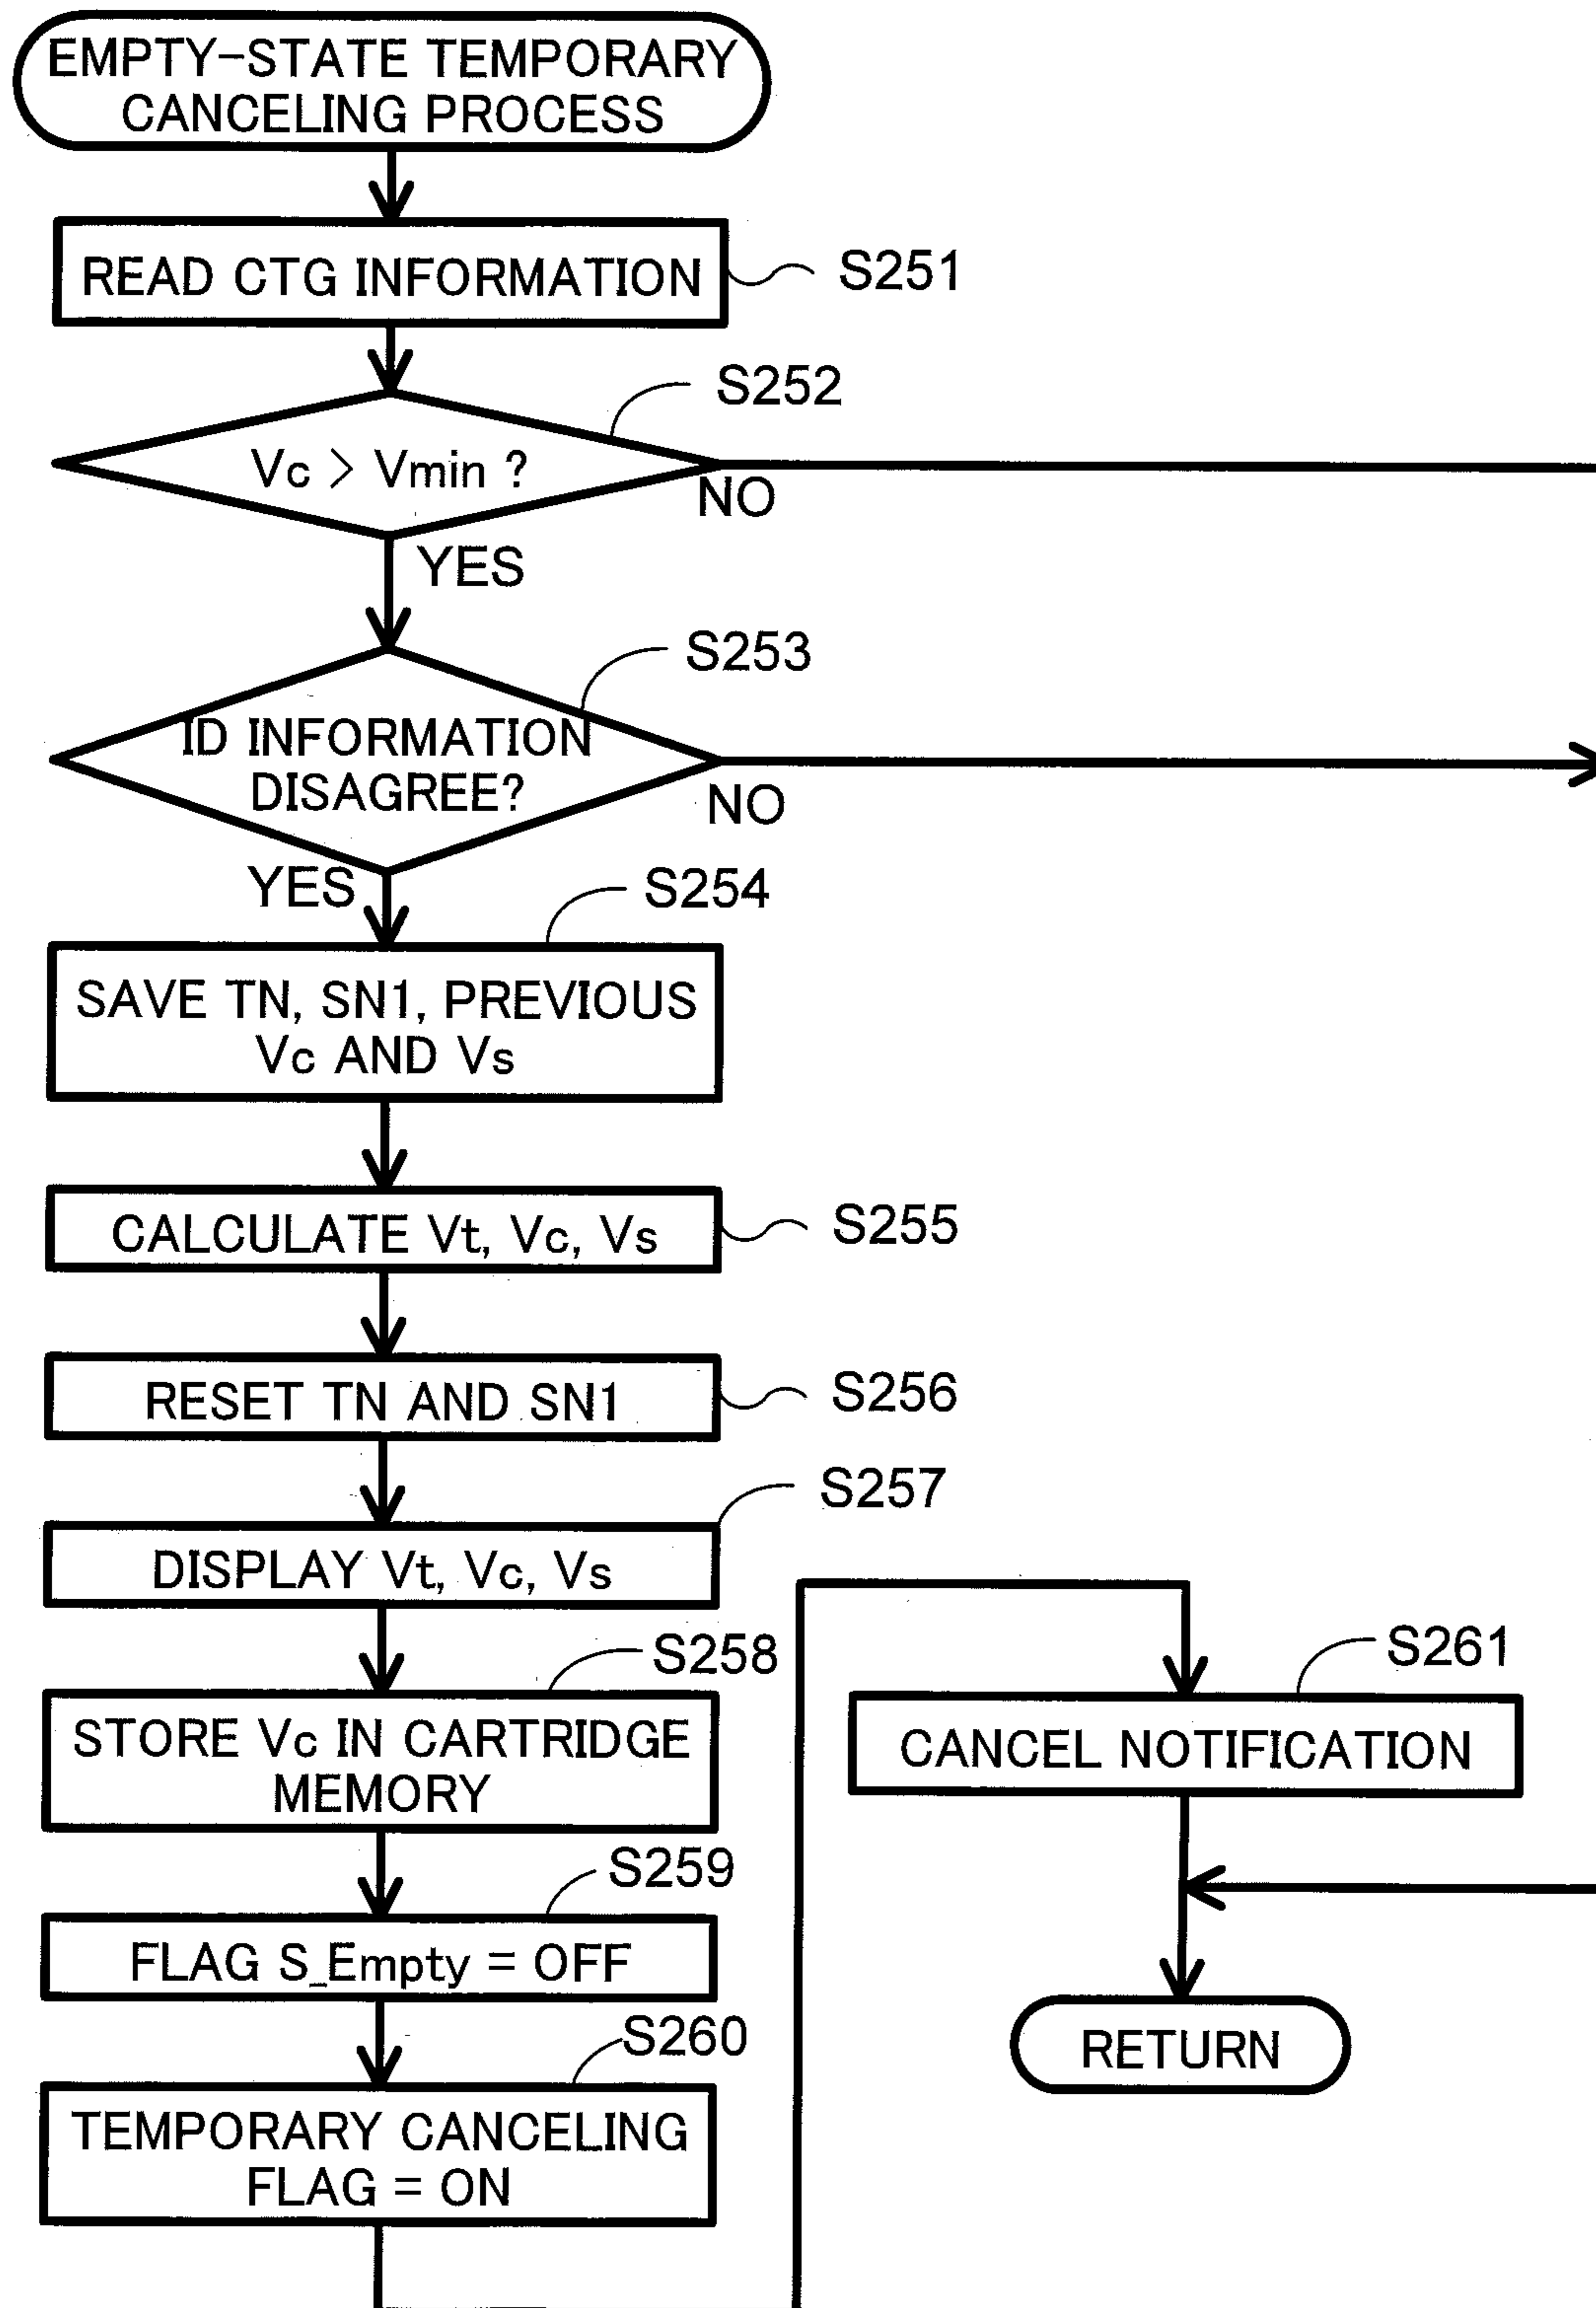 EMPTY-STATE TEMPORARY
CANCELING PROCESS
READ CTG INFORMATION
S251
S252
Vc > Vmin ?
NO
YES
S253
ID INFORMATION
DISAGREE?
NO
YES
S254
SAVE TN, SN1, PREVIOUS
Vc AND Vs
CALCULATE Vt, Vc, Vs
S255
RESET TN AND SN1
S256
S257
DISPLAY Vt, Vc, Vs
S258
STORE Vc IN CARTRIDGE
MEMORY
S259
FLAG S_Empty = OFF
S260
TEMPORARY CANCELING
FLAG = ON
S261
CANCEL NOTIFICATION
RETURN